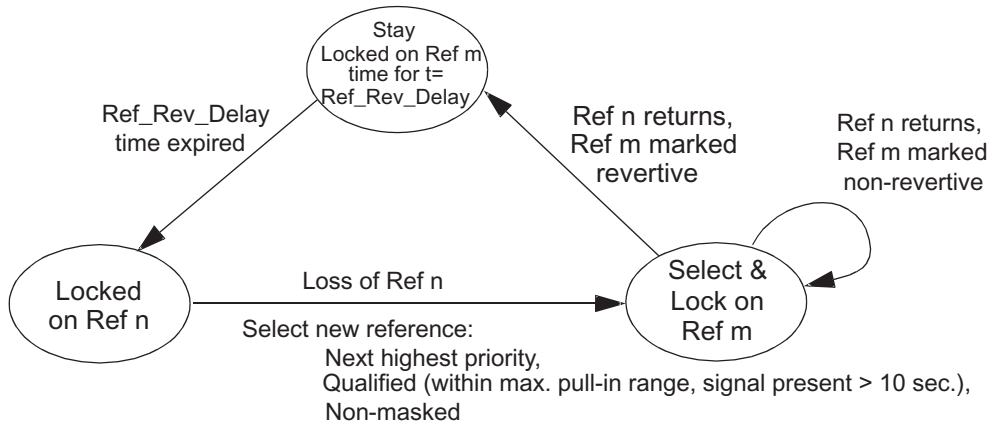 Stay
Locked on Ref m
time for t=
Ref_Rev_Delay
Ref_Rev_Delay
time expired
Ref n returns,
Ref m marked
revertive
Ref n returns,
Ref m marked
non-revertive
Locked
on Ref n
Loss of Ref n
Select &
Lock on
Ref m
Select new reference:
Next highest priority,
Qualified (within max. pull-in range, signal present > 10 sec.),
Non-masked